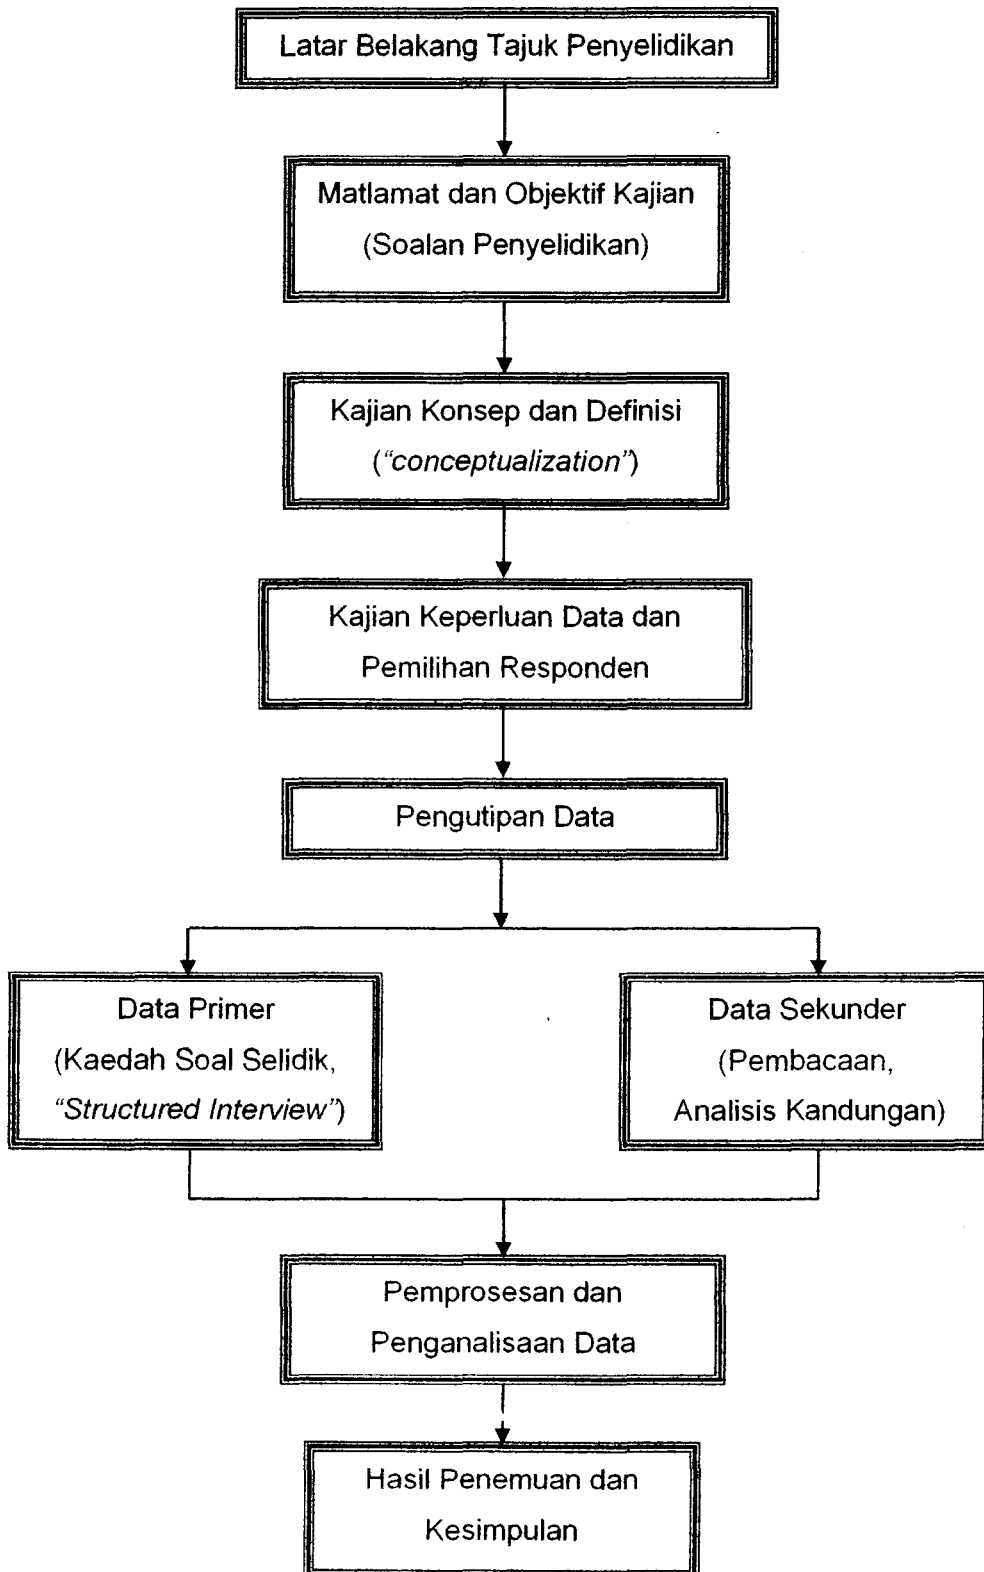 Latar Belakang Tajuk Penyelidikan
Matlamat dan Objektif Kajian
(Soalan Penyelidikan)
Kajian Konsep dan Definisi
(“conceptualization”)
Kajian Keperluan Data dan
Pemilihan Responden
Pengutipan Data
Data Primer
(Kaedah Soal Selidik,
“Structured Interview”)
Data Sekunder
(Pembacaan,
Analisis Kandungan)
Pemprosesan dan
Penganalisaan Data
Hasil Penemuan dan
Kesimpulan